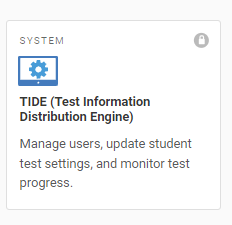 SYSTEM
TIDE (Test Information
Distribution Engine)
Manage users, update student
test settings, and monitor test
progress.